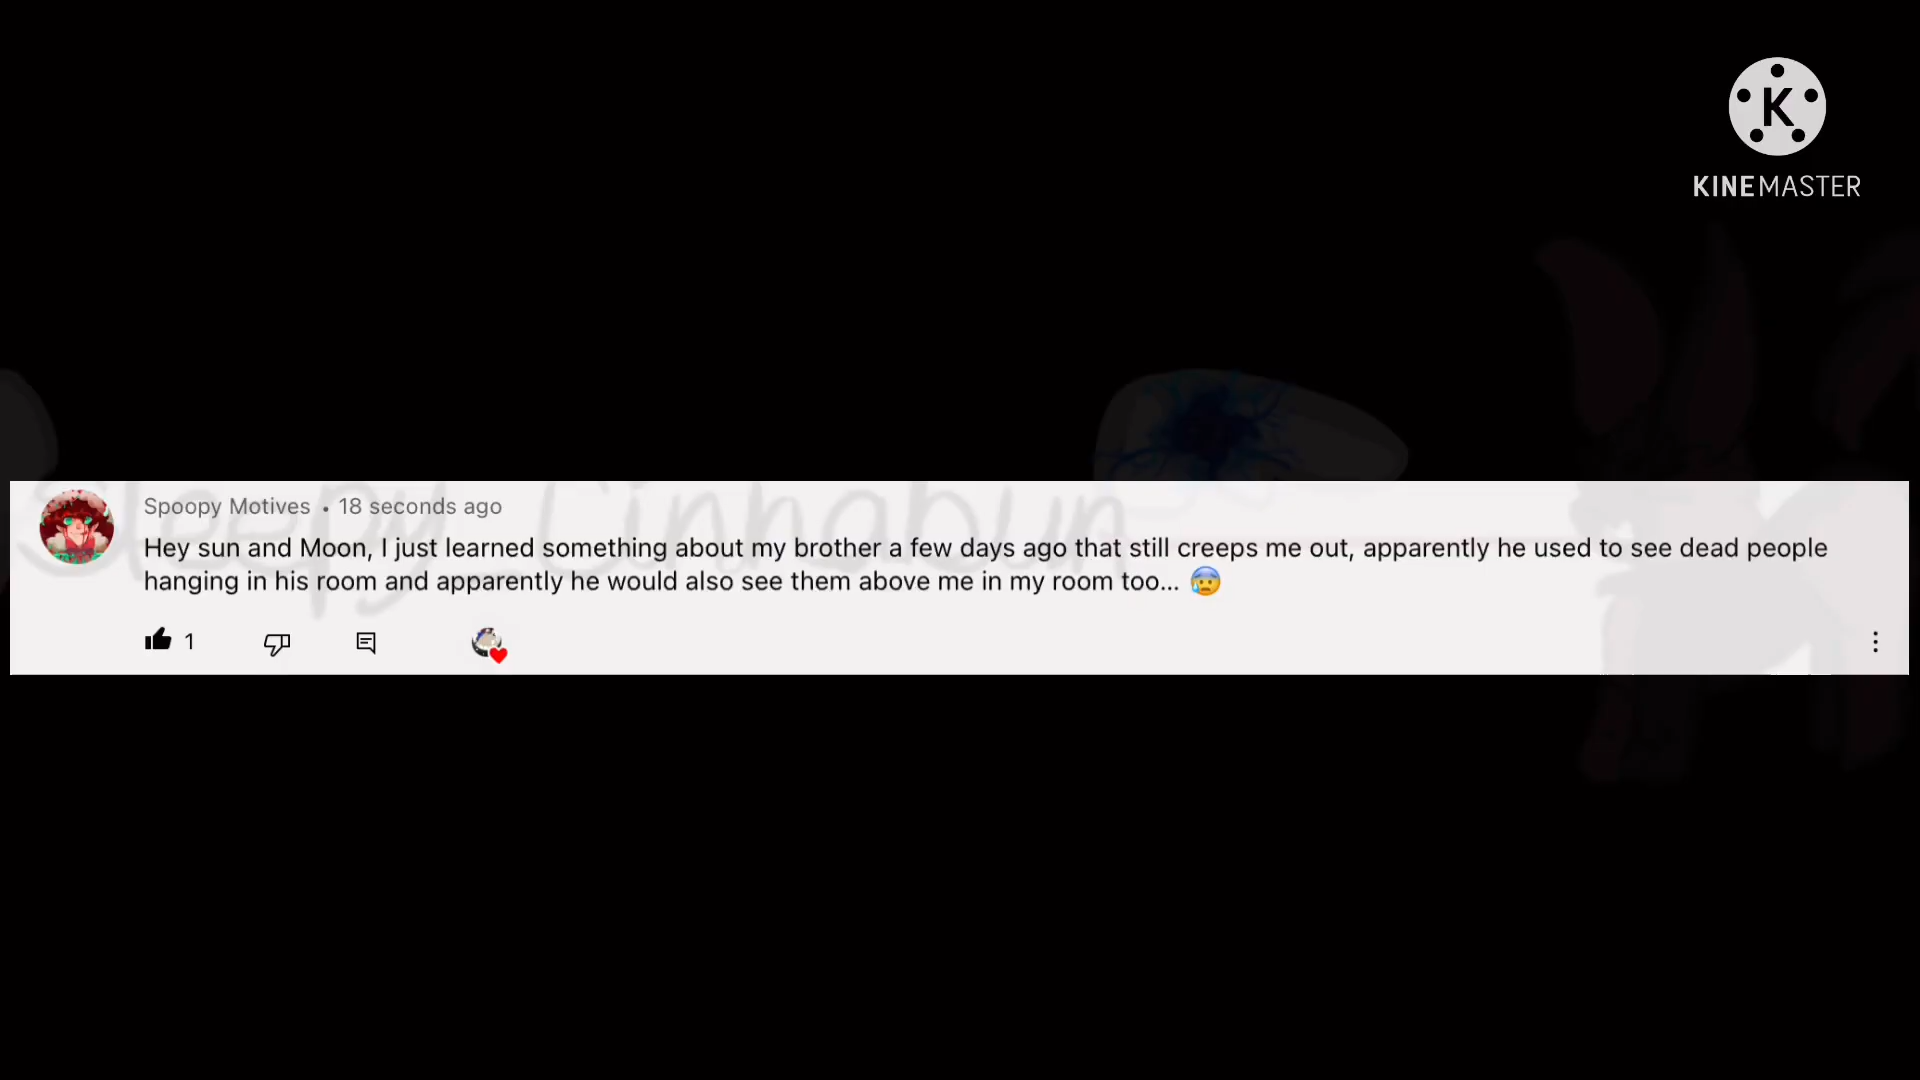 K
KINEMASTER
Sleepy_Cinnabun
Spoopy Motives • 18 seconds ago
Hey sun and Moon, I just learned something about my brother a few days ago that still creeps me out, apparently he used to see dead people
hanging in his room and apparently he would also see them above me in my room too... 😰
1